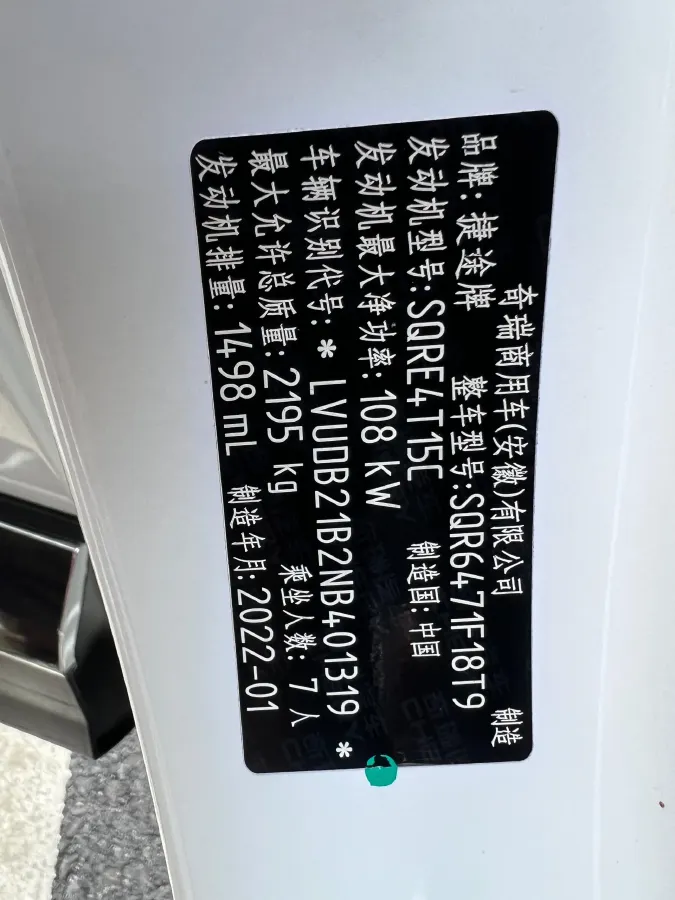 奇瑞商用车(安徽)有限公司 制造
品牌: 捷途牌 整车型号:SQR6471F18T9
发动机型号:SQRE4T15C 制造国:中国
发动机最大净功率: 108 kW
车辆识别代号: * LVUDB21B2NB401319 *
最大允许总质量: 2195 kg 乘坐人数: 7 人
发动机排量: 1498 mL 制造年月: 2022-01